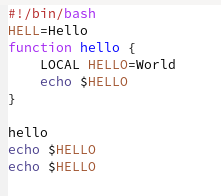 #!/bin/bash
HELL=Hello
function hello {
    LOCAL HELLO=World
    echo $HELLO
}

hello
echo $HELLO
echo $HELLO